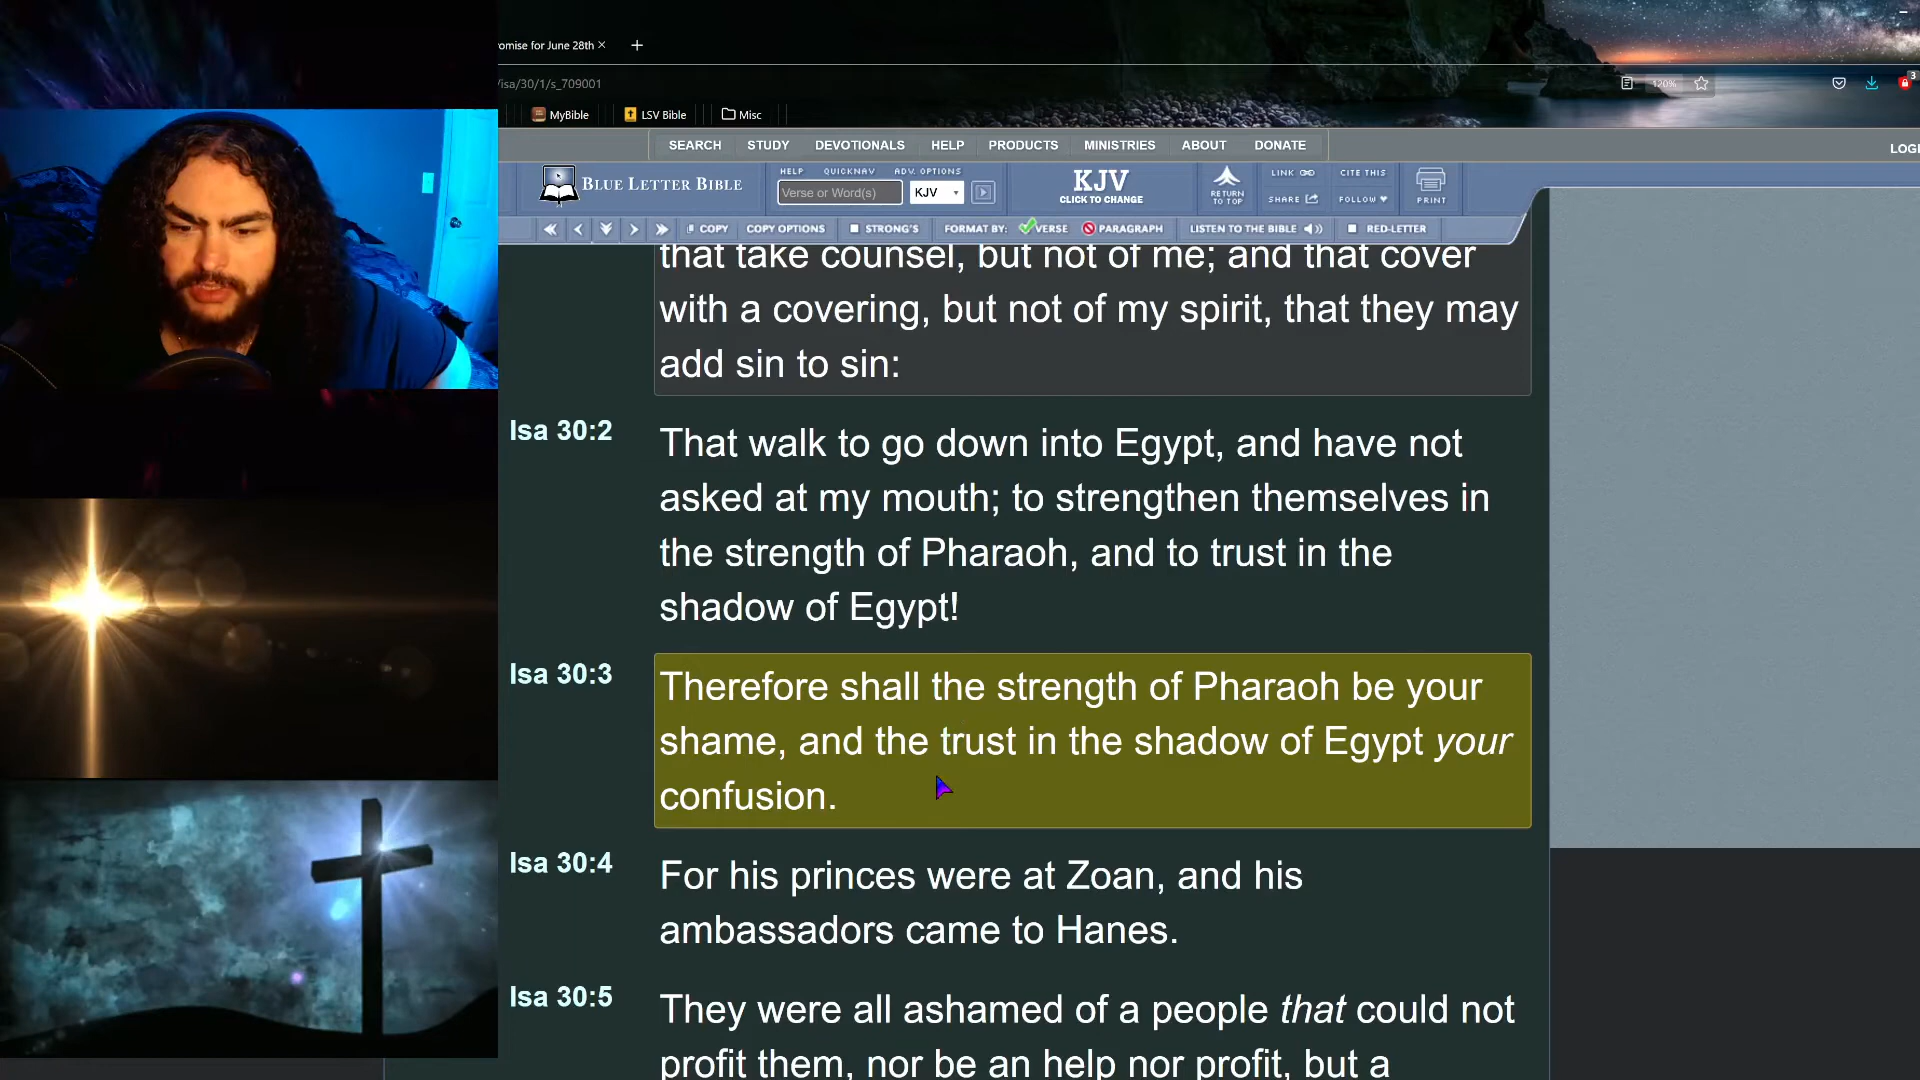 omise for June 28th
/isa/30/1/s_709001
120%
3
MyBible
LSV Bible
Misc
SEARCH STUDY DEVOTIONALS HELP PRODUCTS MINISTRIES ABOUT DONATE
LOG
HELP QUICKNAV ADV. OPTIONS
BLUE LETTER BIBLE
Verse or Word(s)
KJV
KJV
CLICK TO CHANGE
RETURN
TO TOP
LINK
SHARE
CITE THIS
FOLLOW
PRINT
COPY COPY OPTIONS STRONG'S FORMAT BY: VERSE PARAGRAPH LISTEN TO THE BIBLE RED-LETTER
that take counsel, but not of me; and that cover
with a covering, but not of my spirit, that they may
add sin to sin:
Isa 30:2
That walk to go down into Egypt, and have not
asked at my mouth; to strengthen themselves in
the strength of Pharaoh, and to trust in the
shadow of Egypt!
Isa 30:3
Therefore shall the strength of Pharaoh be your
shame, and the trust in the shadow of Egypt your
confusion.
Isa 30:4
For his princes were at Zoan, and his
ambassadors came to Hanes.
Isa 30:5
They were all ashamed of a people that could not
profit them, nor be an help nor profit, but a